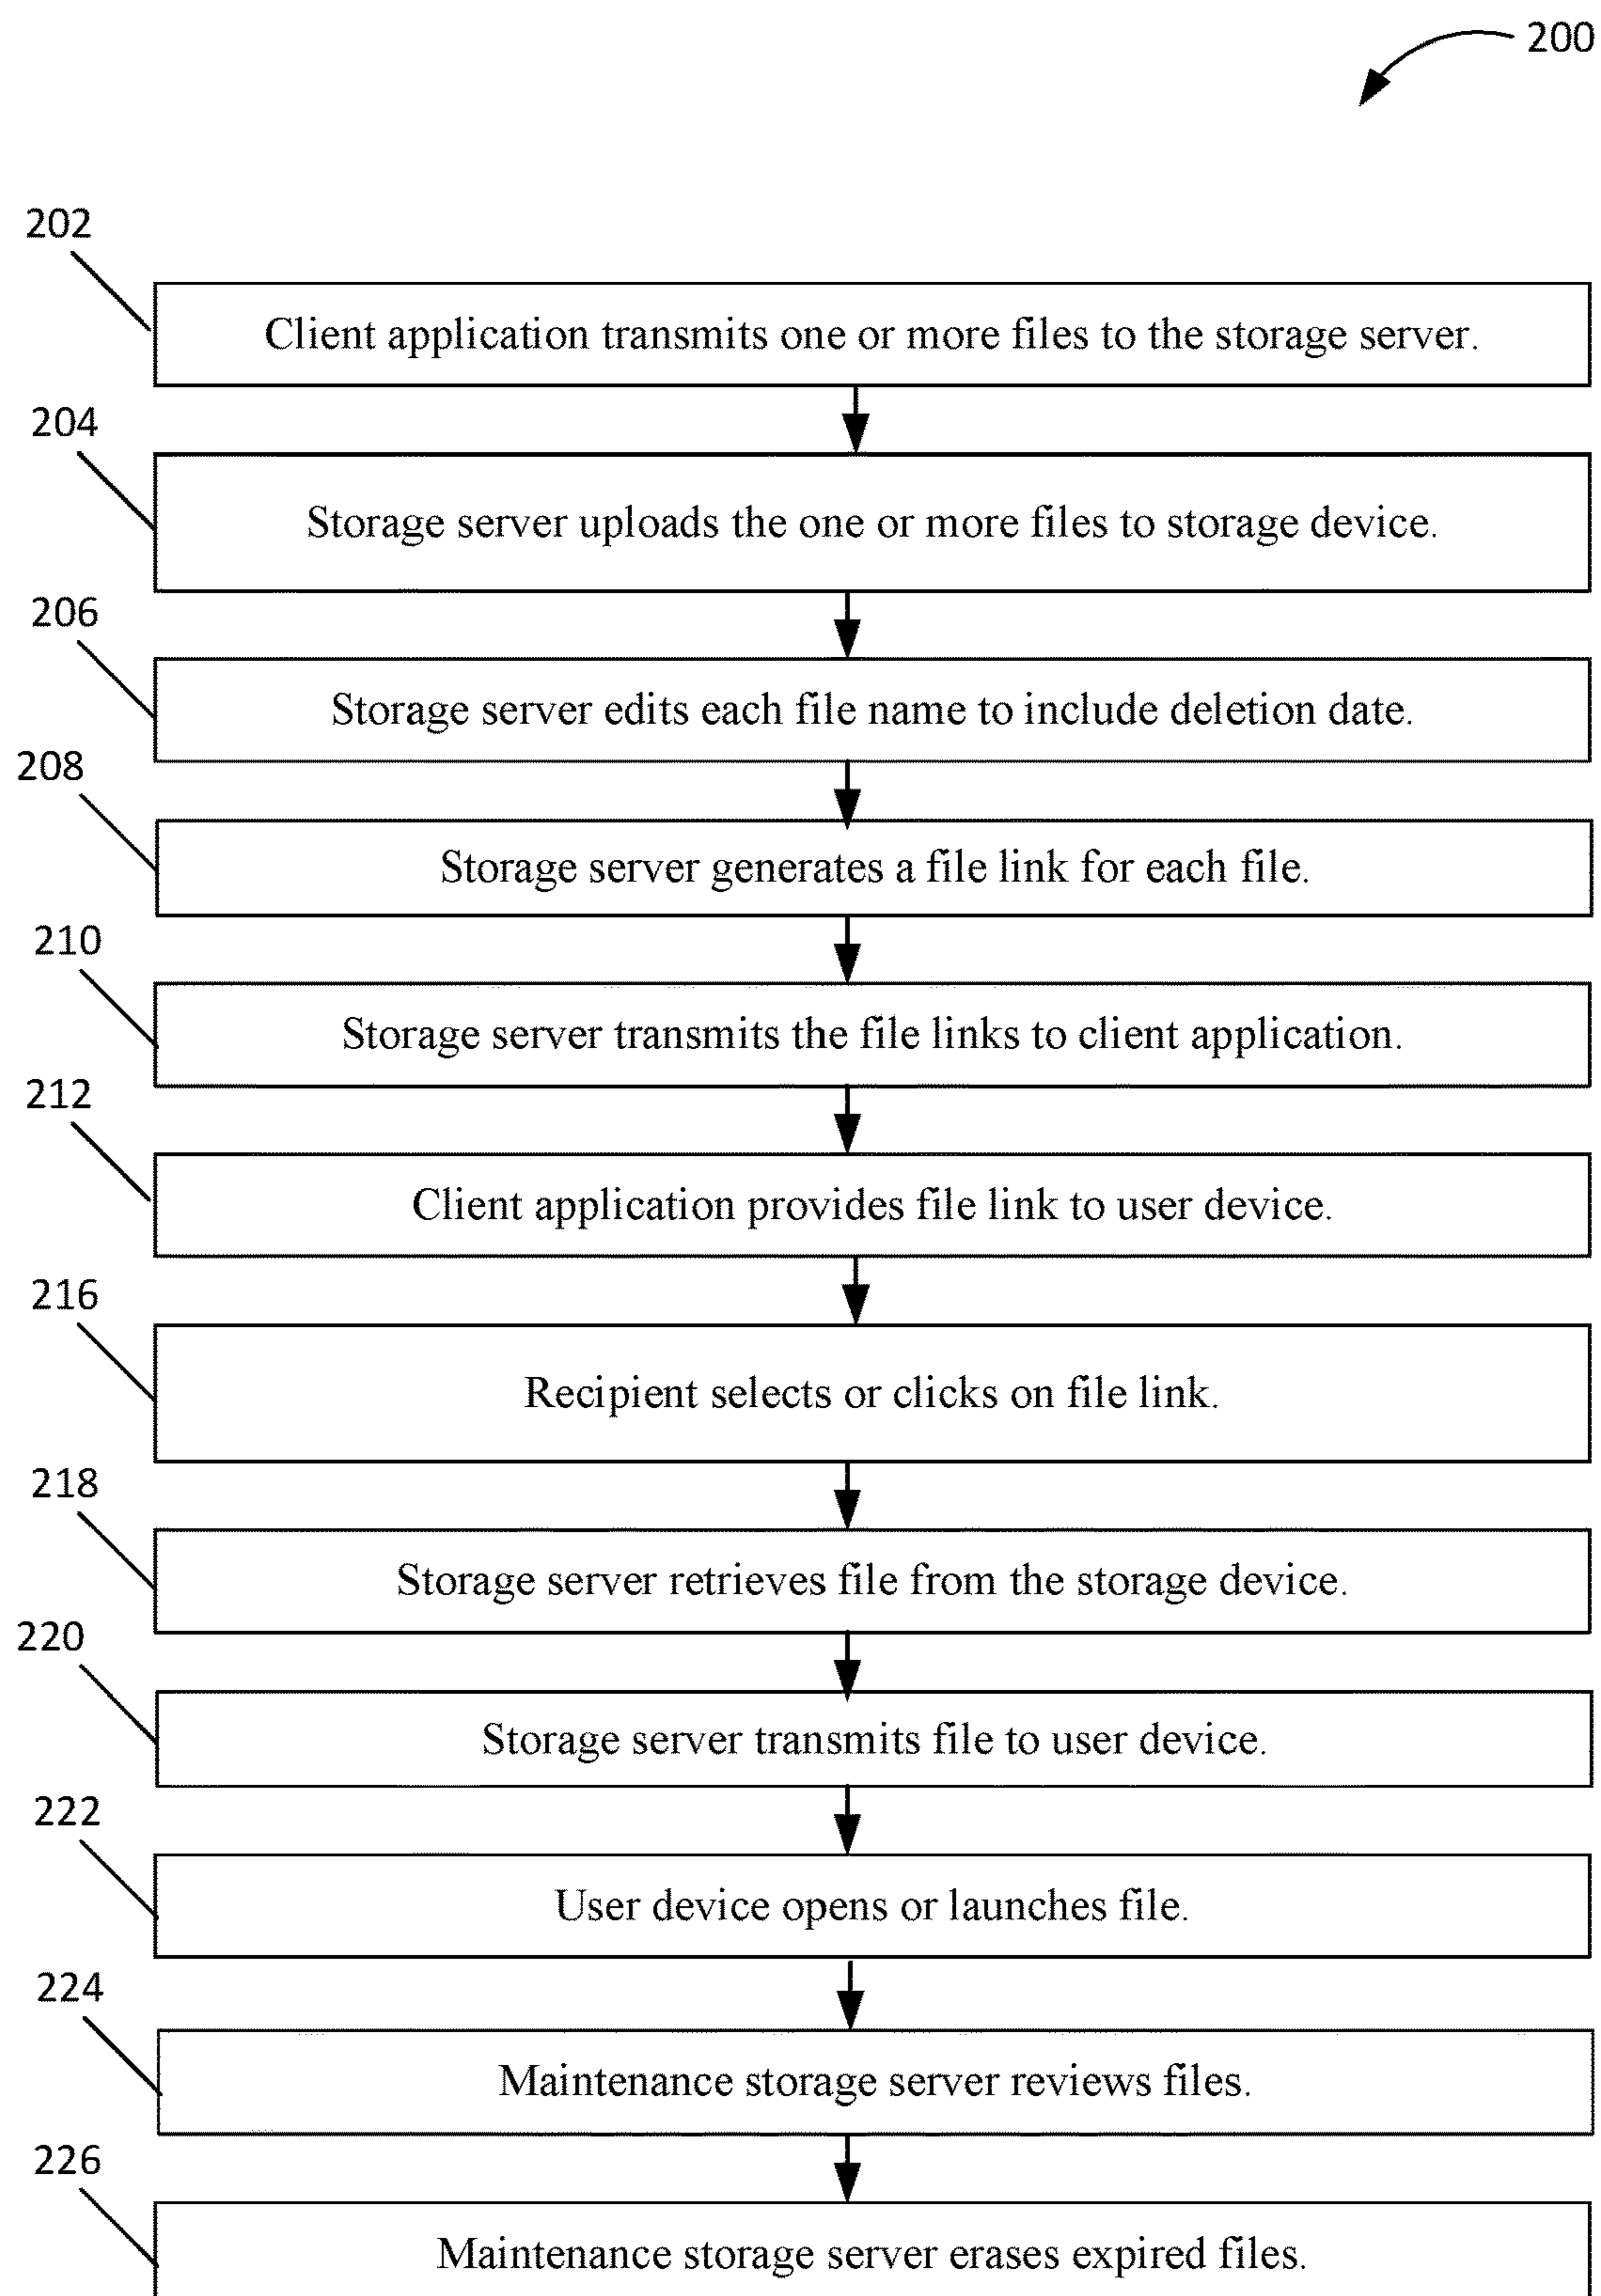 200
202
Client application transmits one or more files to the storage server.
204
Storage server uploads the one or more files to storage device.
206
Storage server edits each file name to include deletion date.
208
Storage server generates a file link for each file.
210
Storage server transmits the file links to client application.
212
Client application provides file link to user device.
216
Recipient selects or clicks on file link.
218
Storage server retrieves file from the storage device.
220
Storage server transmits file to user device.
222
User device opens or launches file.
224
Maintenance storage server reviews files.
226
Maintenance storage server erases expired files.